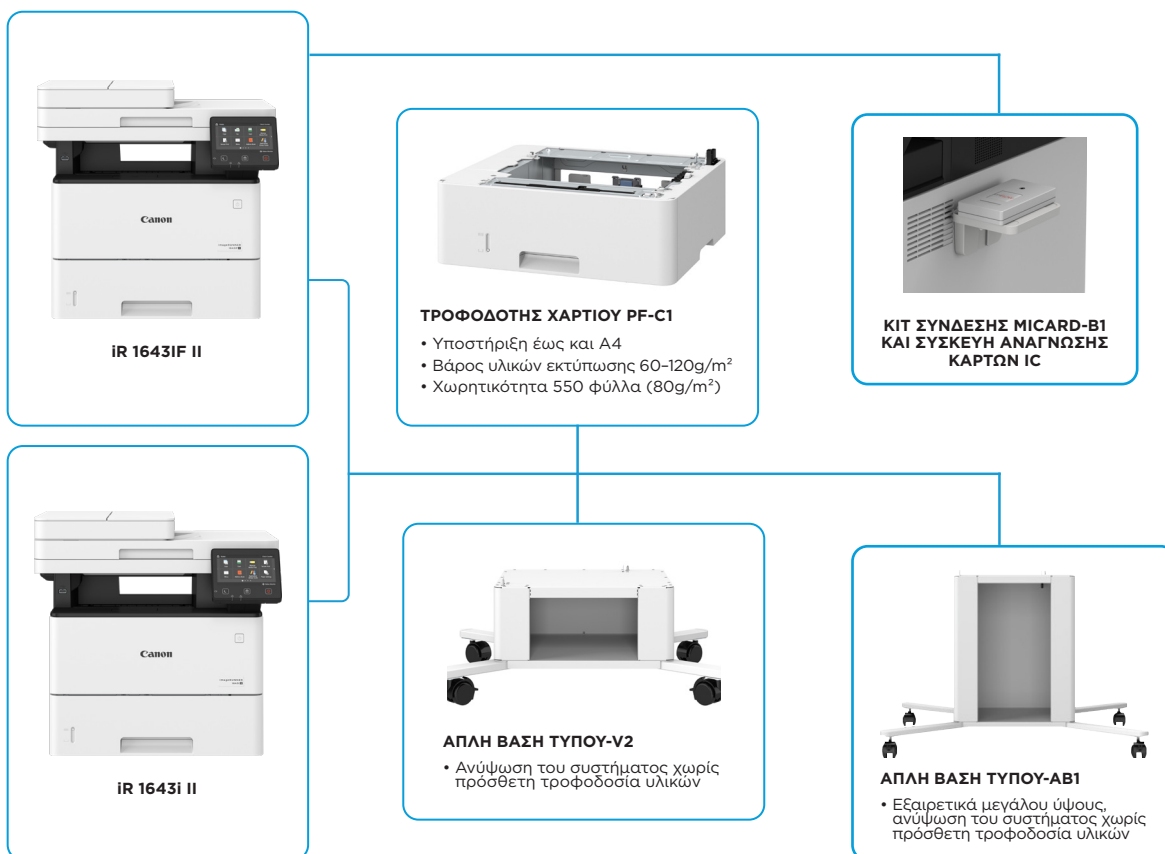 Canon
iR 1643IF II
ΤΡΟΦΟΔΟΤΗΣ ΧΑΡΤΙΟΥ PF-C1
• Υποστήριξη έως και A4
• Βάρος υλικών εκτύπωσης 60–120g/m²
• Χωρητικότητα 550 φύλλα (80g/m²)
ΚΙΤ ΣΥΝΔΕΣΗΣ MICARD-B1
ΚΑΙ ΣΥΣΚΕΥΗ ΑΝΑΓΝΩΣΗΣ
ΚΑΡΤΩΝ IC
Canon
iR 1643i II
ΑΠΛΗ ΒΑΣΗ ΤΥΠΟΥ-V2
• Ανύψωση του συστήματος χωρίς
πρόσθετη τροφοδοσία υλικών
ΑΠΛΗ ΒΑΣΗ ΤΥΠΟΥ-AB1
• Εξαιρετικά μεγάλου ύψους,
ανύψωση του συστήματος χωρίς
πρόσθετη τροφοδοσία υλικών